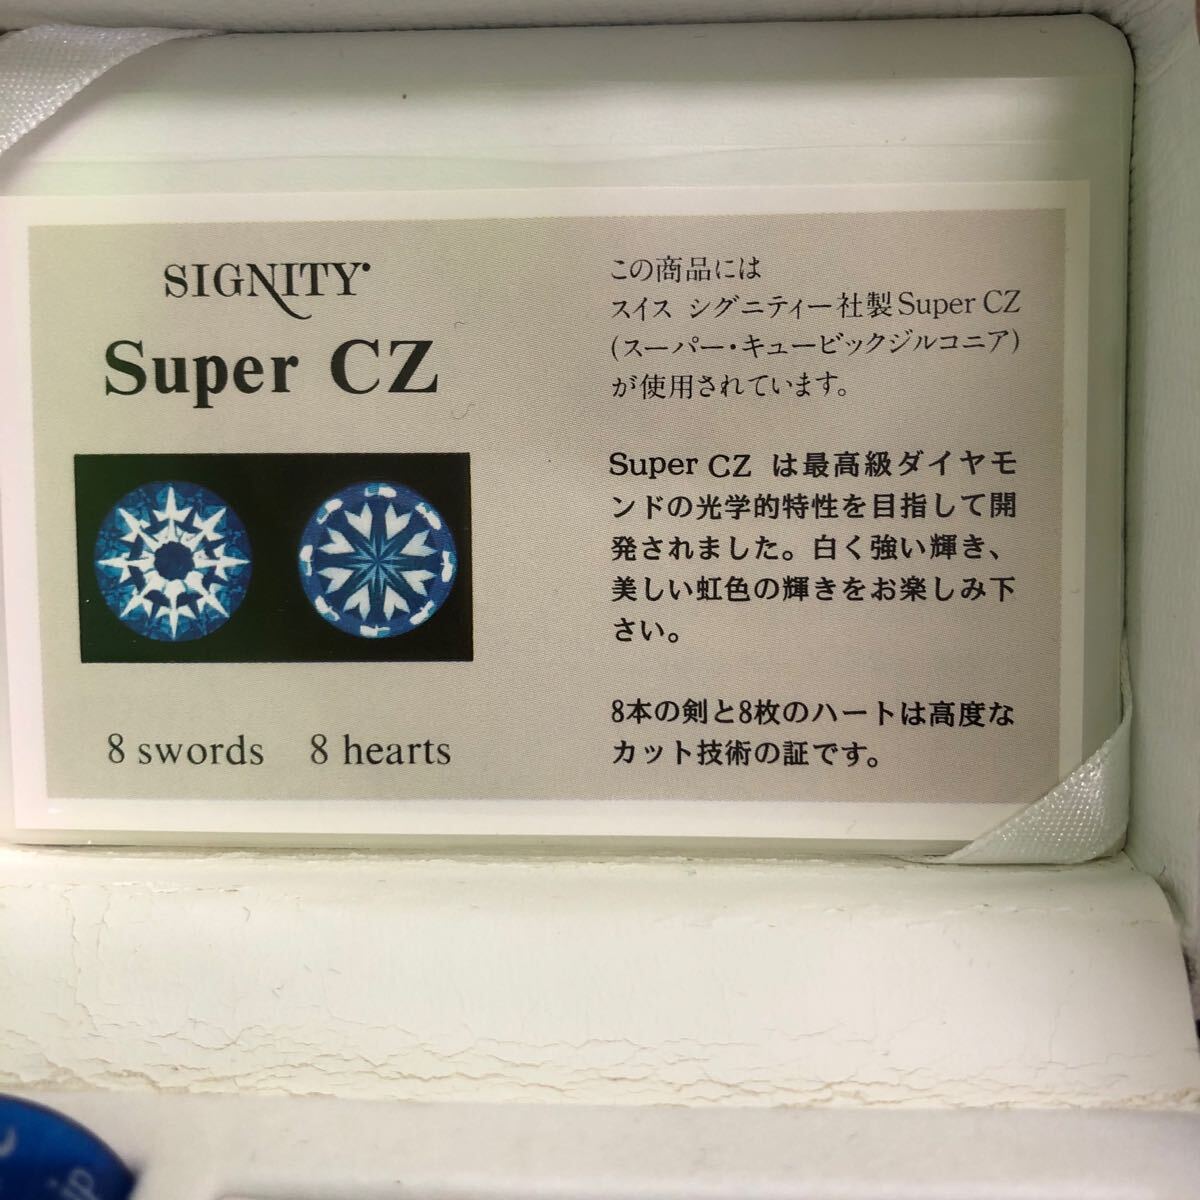 SIGNITY
Super CZ
8 swords 8 hearts
この商品には
スイス シグニティー社製Super CZ
(スーパー・キュービックジルコニア)
が使用されています。
Super CZ は最高級ダイヤモ
ンドの光学的特性を目指して開
発されました。白く強い輝き、
美しい虹色の輝きをお楽しみ下
さい。
8本の剣と8枚のハートは高度な
カット技術の証です。
jp